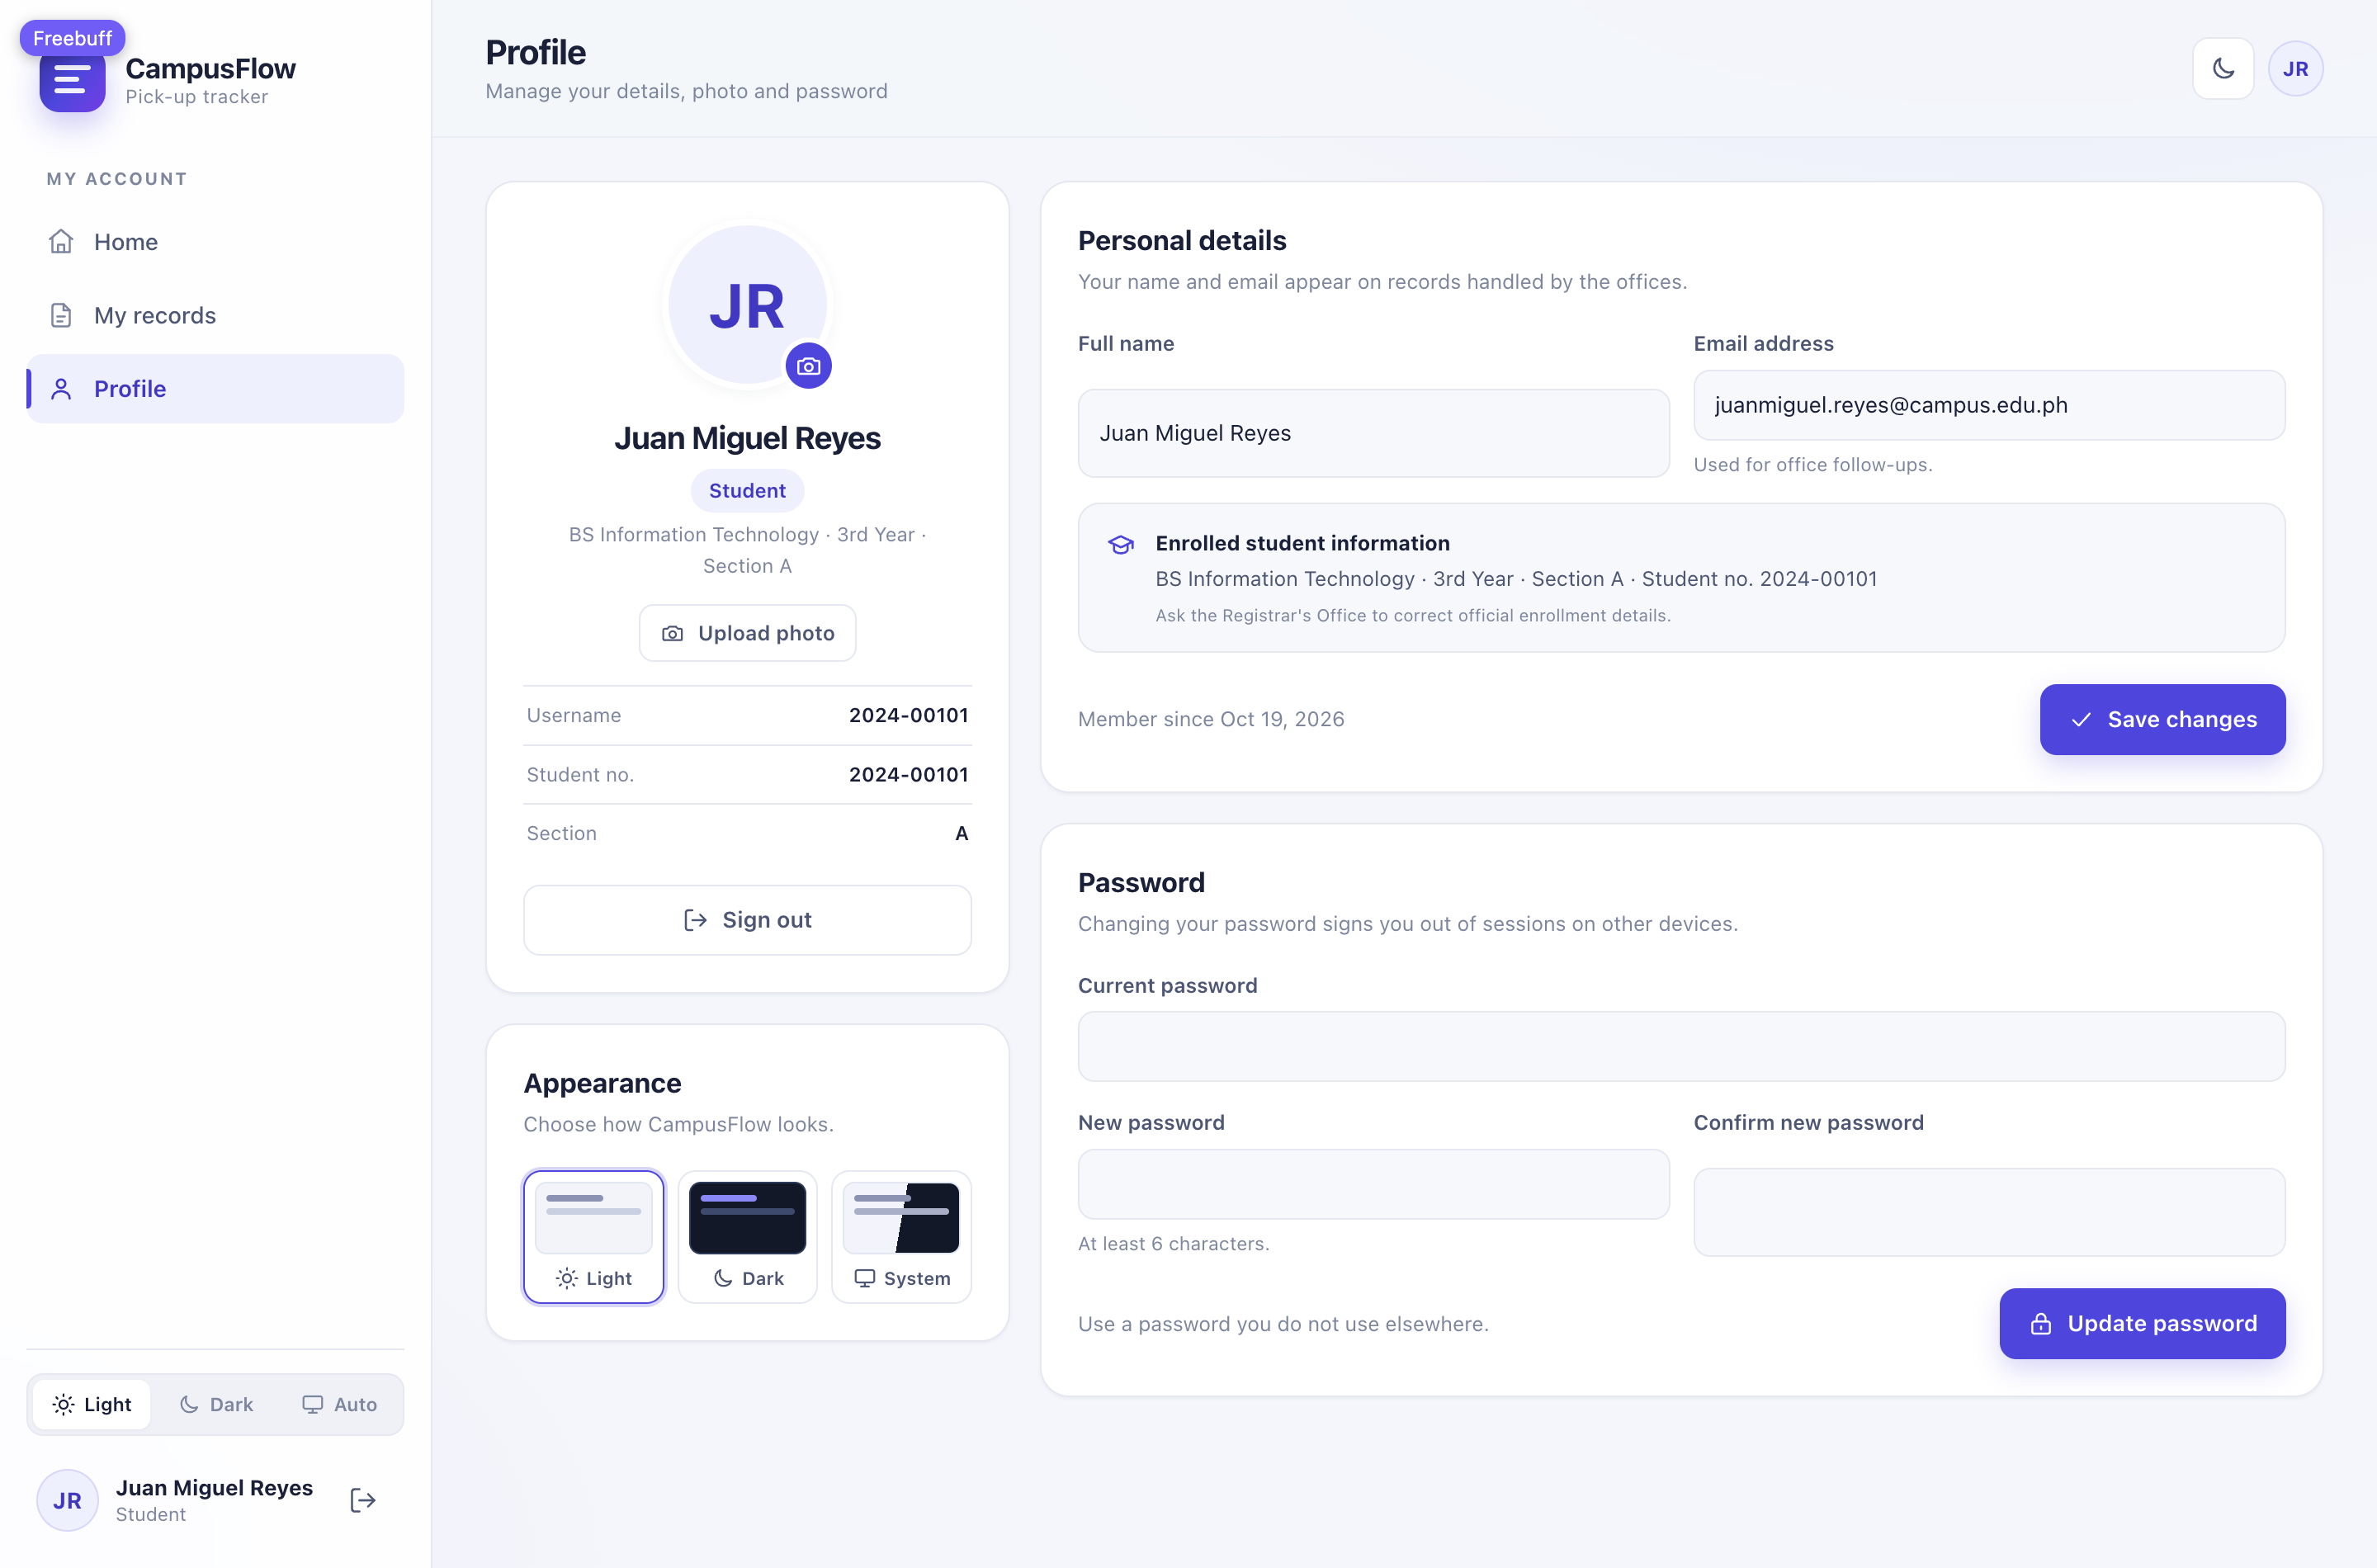 Freebuff
CampusFlow
Pick-up tracker
MY ACCOUNT
Home
My records
Profile
Light
Dark
Auto
JR
Juan Miguel Reyes
Student
Profile
Manage your details, photo and password
JR
JR
Juan Miguel Reyes
Student
BS Information Technology · 3rd Year ·
Section A
Upload photo
Username 2024-00101
Student no. 2024-00101
Section A
Sign out
Appearance
Choose how CampusFlow looks.
Light
Dark
System
Personal details
Your name and email appear on records handled by the offices.
Full name
Juan Miguel Reyes
Email address
juanmiguel.reyes@campus.edu.ph
Used for office follow-ups.
Enrolled student information
BS Information Technology · 3rd Year · Section A · Student no. 2024-00101
Ask the Registrar's Office to correct official enrollment details.
Member since Oct 19, 2026
Save changes
Password
Changing your password signs you out of sessions on other devices.
Current password
New password
At least 6 characters.
Confirm new password
Use a password you do not use elsewhere.
Update password